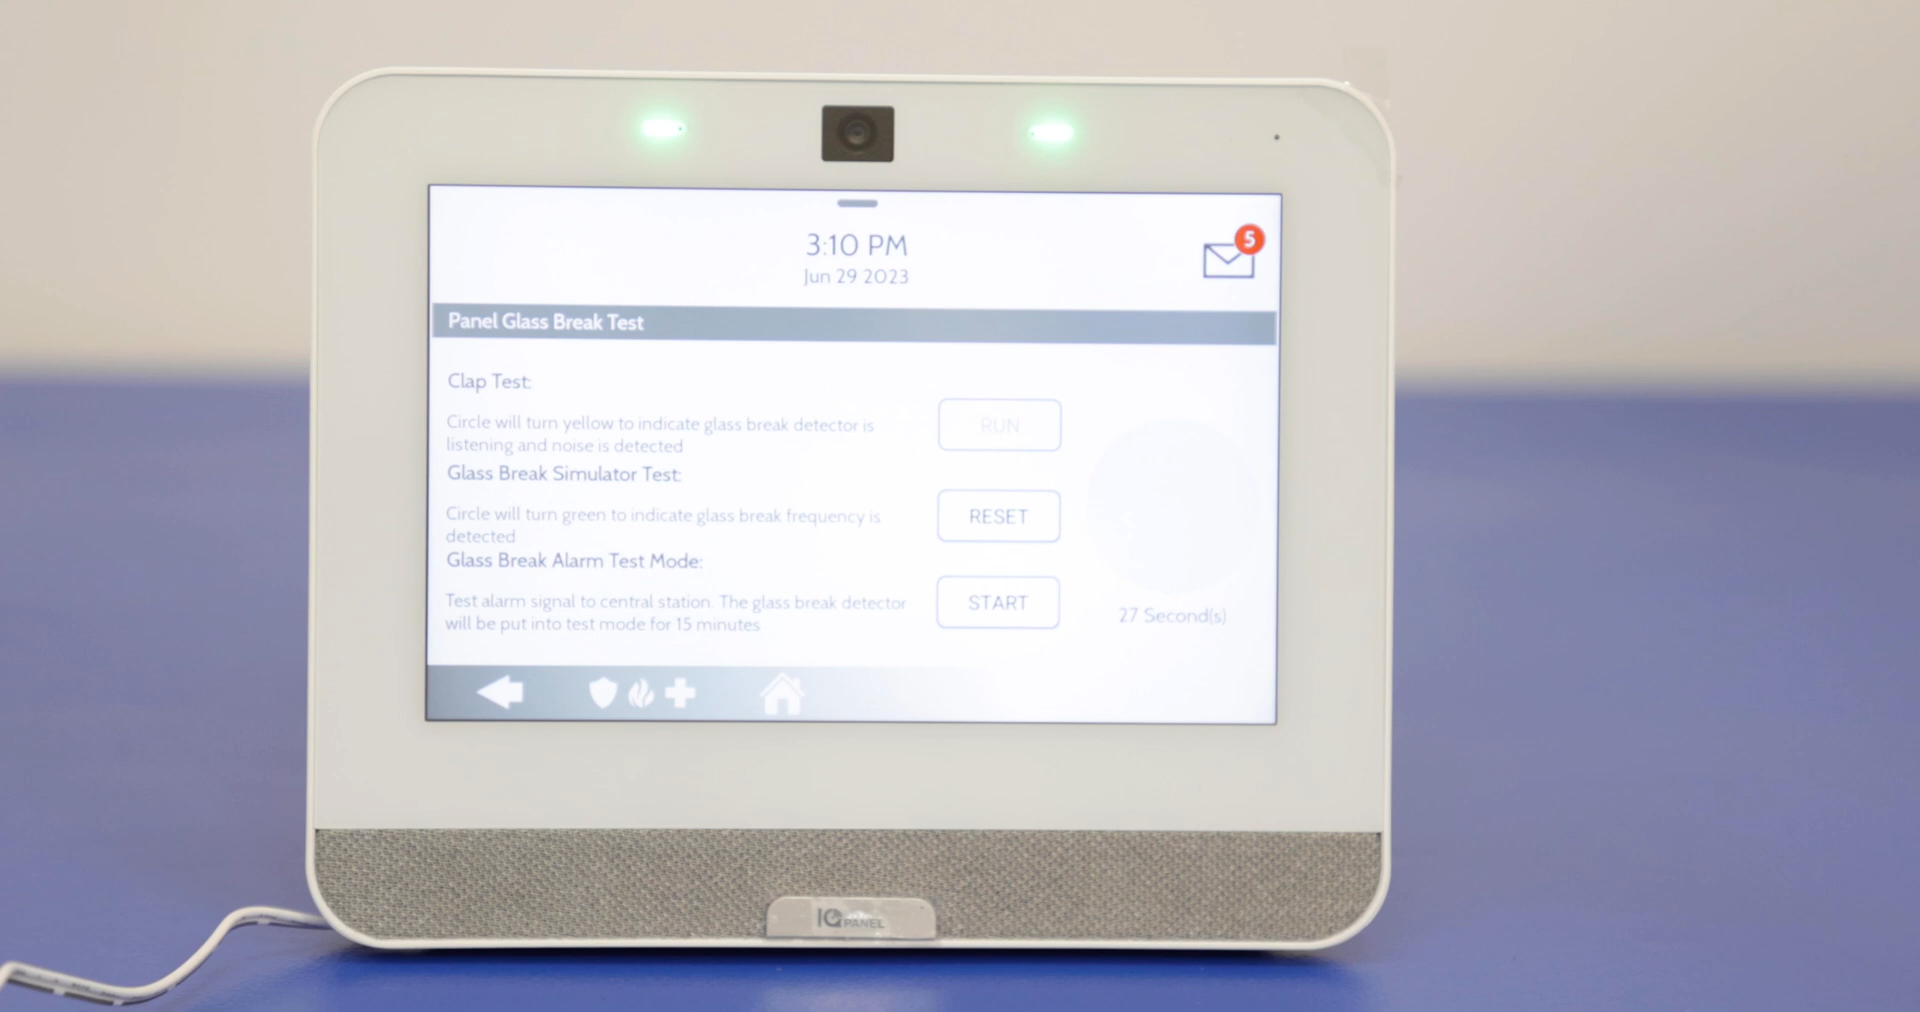 3:10 PM
Jun 29 2023
5
Panel Glass Break Test
Clap Test:
Circle will turn yellow to indicate glass break detector is
listening and noise is detected
RUN
Glass Break Simulator Test:
Circle will turn green to indicate glass break frequency is
detected
RESET
Glass Break Alarm Test Mode:
Test alarm signal to central station. The glass break detector
will be put into test mode for 15 minutes
START
27 Second(s)
IQ PANEL